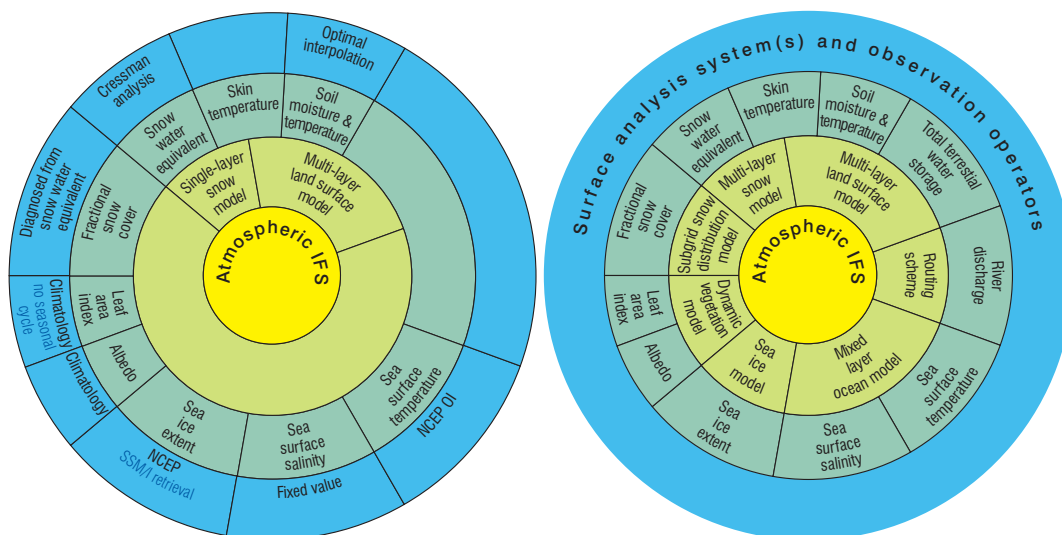 Cressman
analysis
Optimal
interpolation
Diagnosed from
snow water
equivalent
Climatology
no seasonal
cycle
Climatology
NCEP
SSM/I retrieval
Fixed value
NCEP OI
Snow
water
equivalent
Skin
temperature
Soil
moisture &
temperature
Fractional
snow
cover
Leaf
area
index
Albedo
Sea
ice
extent
Sea
surface
salinity
Sea
surface
temperature
Single-layer
snow
model
Multi-layer
land surface
model
Atmospheric IFS
Surface analysis system(s) and observation operators
Snow
water
equivalent
Skin
temperature
Soil
moisture &
temperature
Total terrestial
water
storage
River
discharge
Fractional
snow
cover
Leaf
area
index
Albedo
Sea
ice
extent
Sea
surface
salinity
Sea
surface
temperature
Subgrid snow
distribution
model
Multi-layer
snow
model
Multi-layer
land surface
model
Routing
scheme
Dynamic
vegetation
model
Sea
ice
model
Mixed
layer
ocean model
Atmospheric IFS